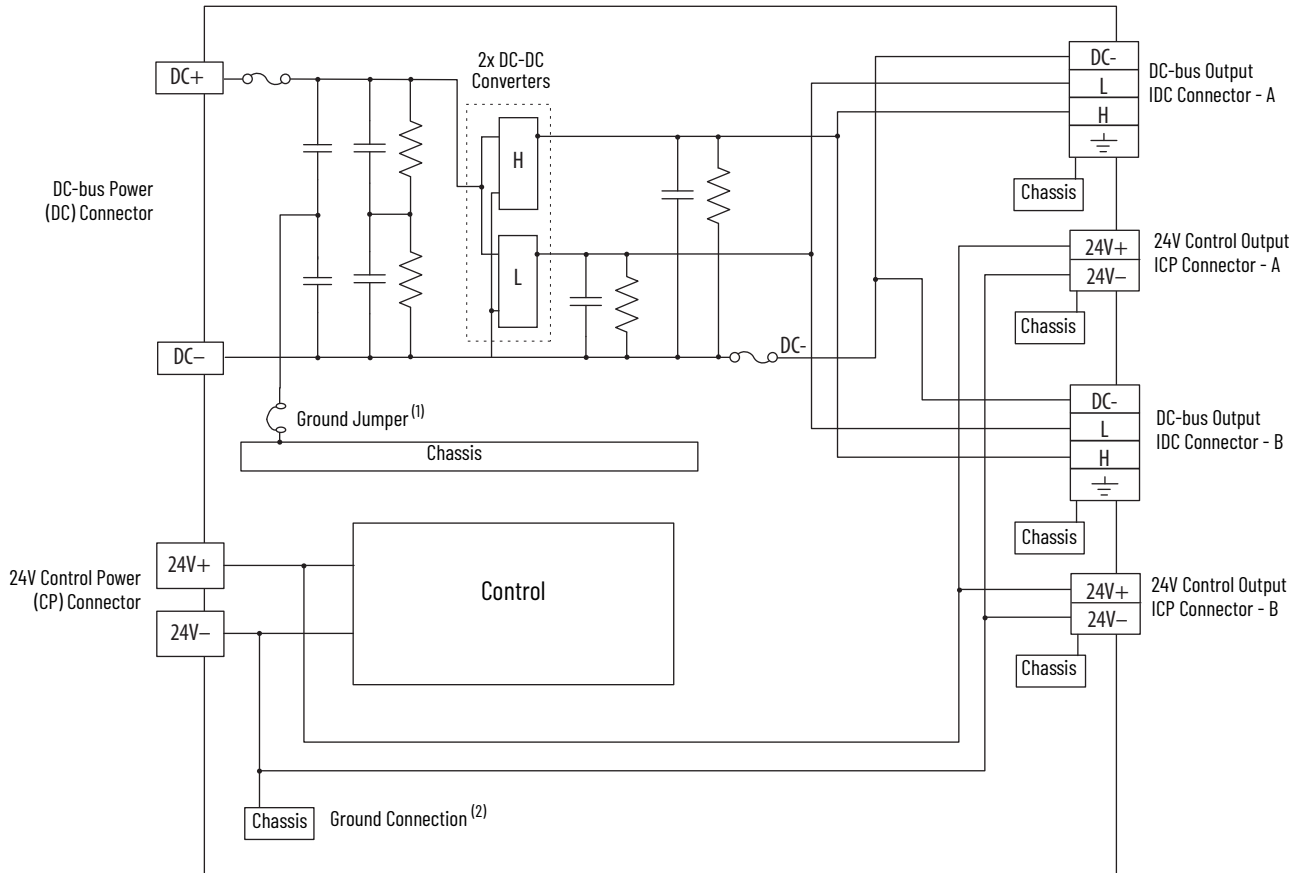 DC+
DC-bus Power
(DC) Connector
DC–
2x DC-DC
Converters
H
L
DC-
Ground Jumper (1)
Chassis
DC-
L
H
DC-bus Output
IDC Connector - A
Chassis
24V+
24V–
24V Control Output
ICP Connector - A
Chassis
DC-
L
H
DC-bus Output
IDC Connector - B
Chassis
24V+
24V–
24V Control Output
ICP Connector - B
Chassis
24V Control Power
(CP) Connector
24V+
24V–
Control
Chassis
Ground Connection (2)